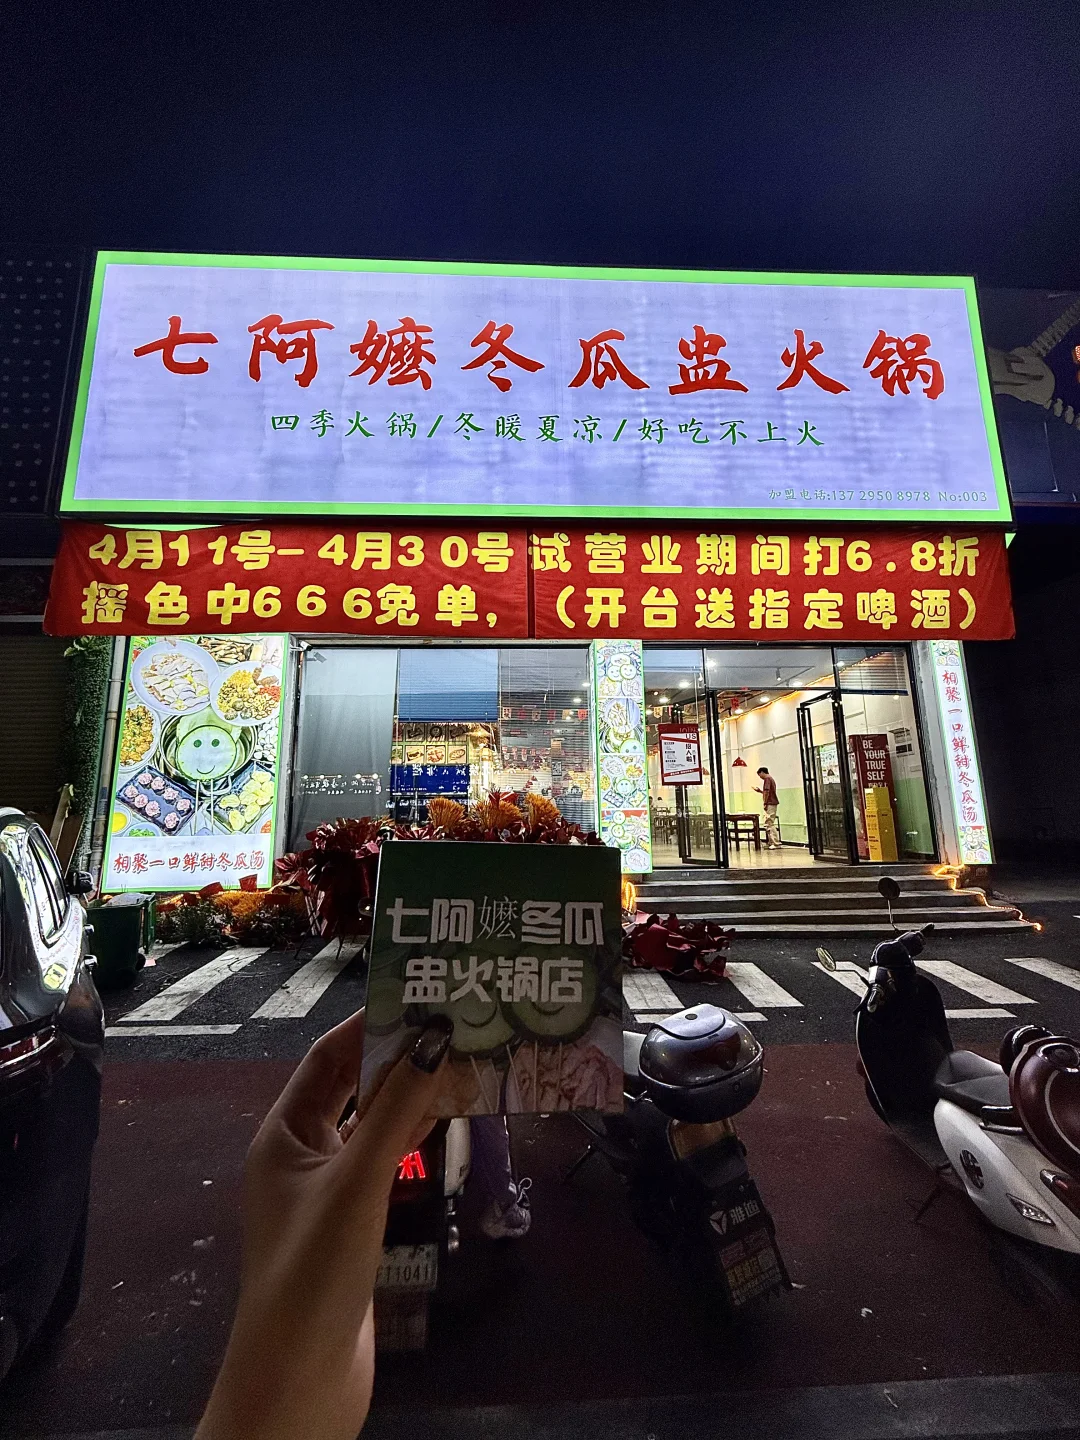 七阿嬷冬瓜盅火锅
四季火锅/冬暖夏凉/好吃不上火
加盟电话:137 2950 8978 No:003
4月11号-4月30号试营业期间打6.8折
摇色中666免单，（开台送指定啤酒）
相聚一口鲜甜冬瓜汤
BE
YOUR
TRUE
SELF
相聚一口鲜甜冬瓜汤
七阿嬷冬瓜
盅火锅店
雅迪